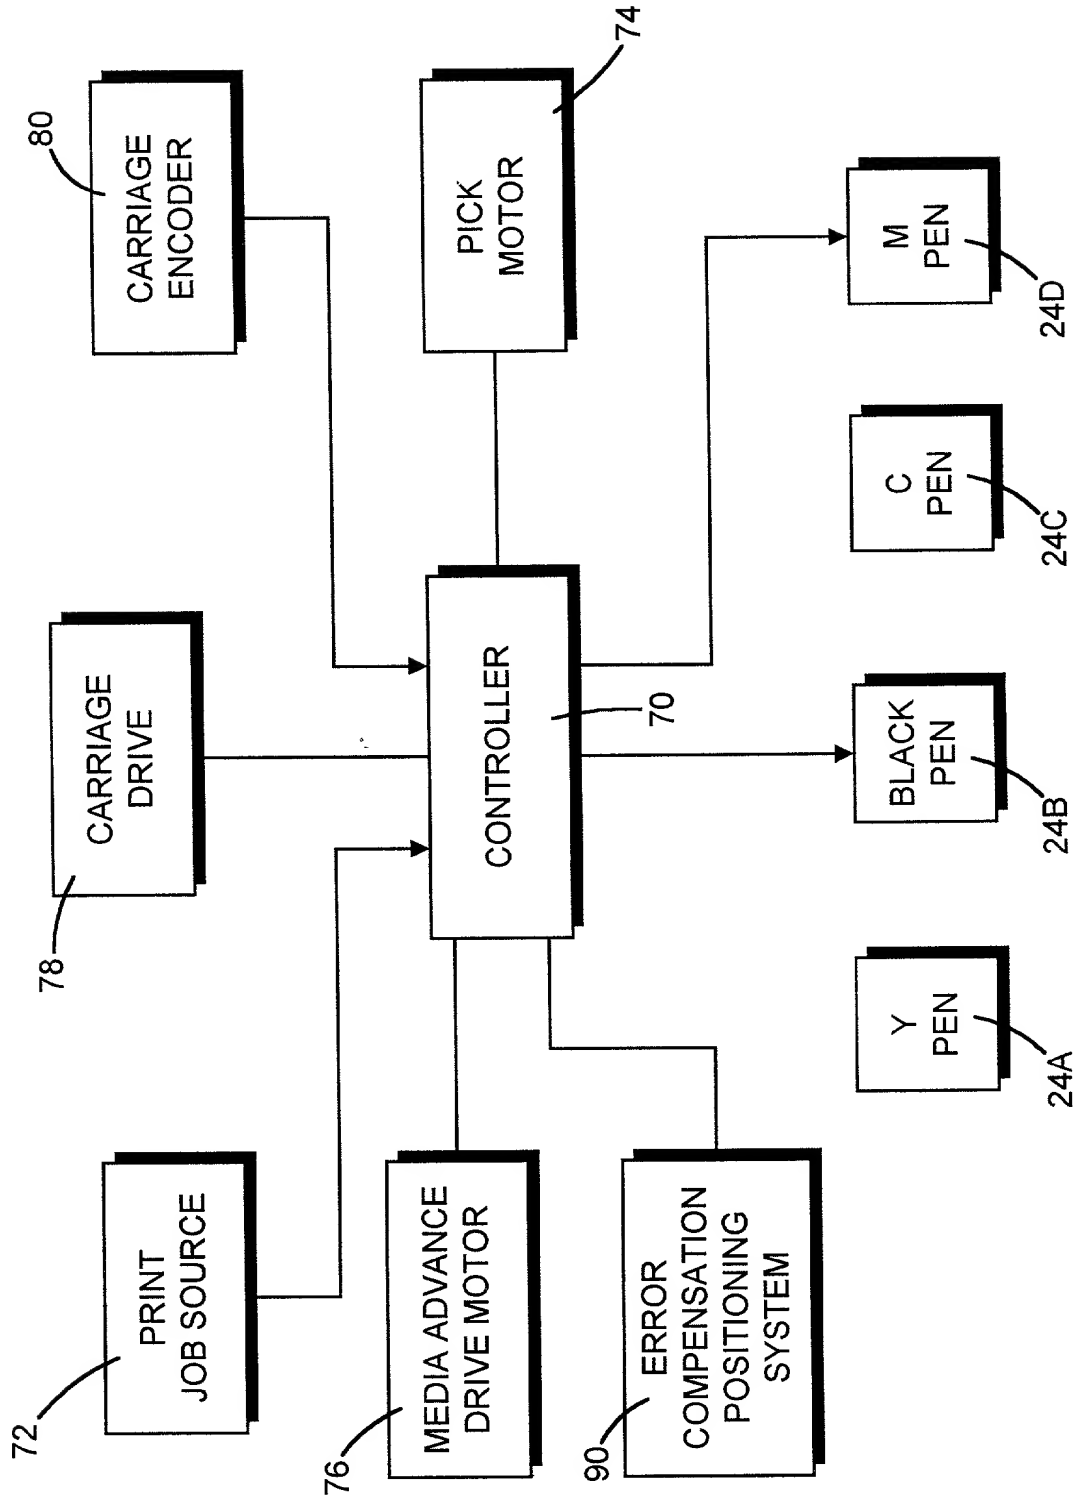 72
PRINT
JOB SOURCE
78
CARRIAGE
DRIVE
80
CARRIAGE
ENCODER
76
MEDIA ADVANCE
DRIVE MOTOR
CONTROLLER
70
PICK
MOTOR
74
90
ERROR
COMPENSATION
POSITIONING
SYSTEM
Y
PEN
24A
BLACK
PEN
24B
C
PEN
24C
M
PEN
24D